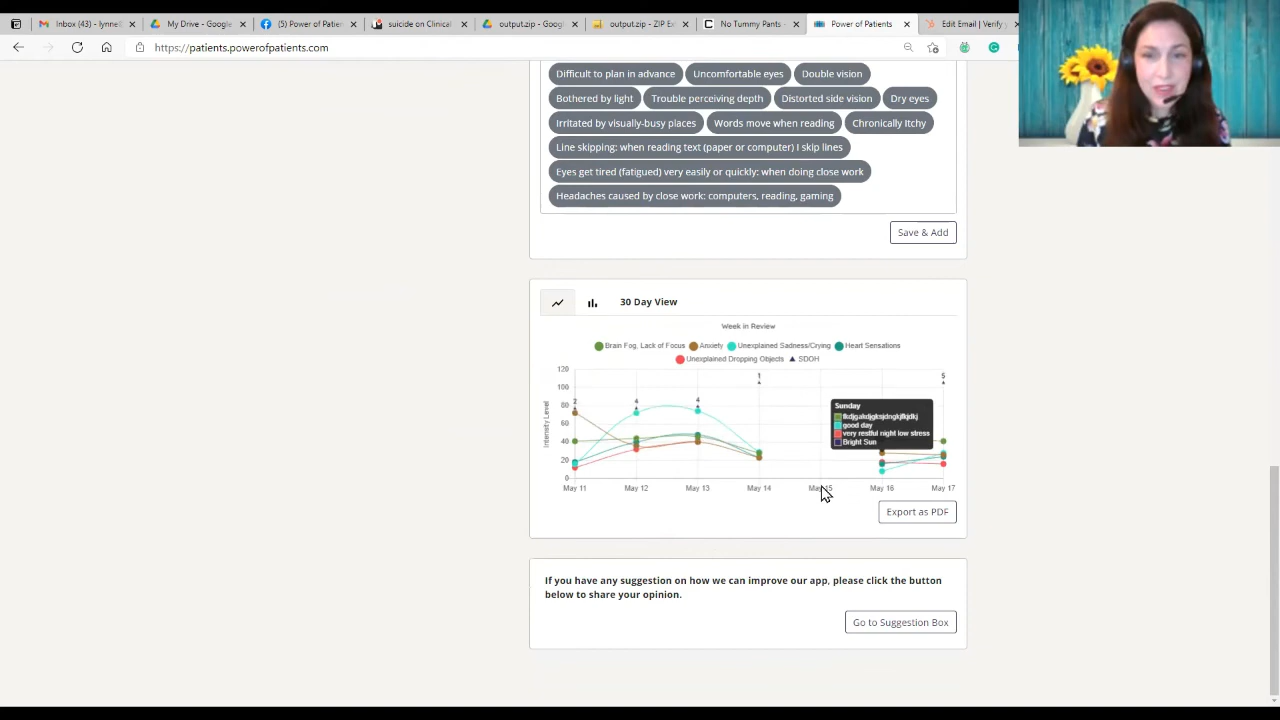 Inbox (43) - lynnel
My Drive - Google
(5) Power of Patie
suicide on Clinical
output.zip - Goog
output.zip - ZIP Ex
No Tummy Pants -
Power of Patients
Edit Email | Verify y
https://patients.powerofpatients.com
Difficult to plan in advance
Uncomfortable eyes
Double vision
Bothered by light
Trouble perceiving depth
Distorted side vision
Dry eyes
Irritated by visually-busy places
Words move when reading
Chronically Itchy
Line skipping: when reading text (paper or computer) I skip lines
Eyes get tired (fatigued) very easily or quickly: when doing close work
Headaches caused by close work: computers, reading, gaming
Save & Add
30 Day View
Week in Review
Brain Fog, Lack of Focus
Anxiety
Unexplained Sadness/Crying
Heart Sensations
Unexplained Dropping Objects
SDOH
Intensity Level
120
100
80
60
40
20
0
2
4
4
1
5
Sunday
good day
very restful night low stress
Bright Sun
May 11
May 12
May 13
May 14
May 15
May 16
May 17
Export as PDF
If you have any suggestion on how we can improve our app, please click the button
below to share your opinion.
Go to Suggestion Box